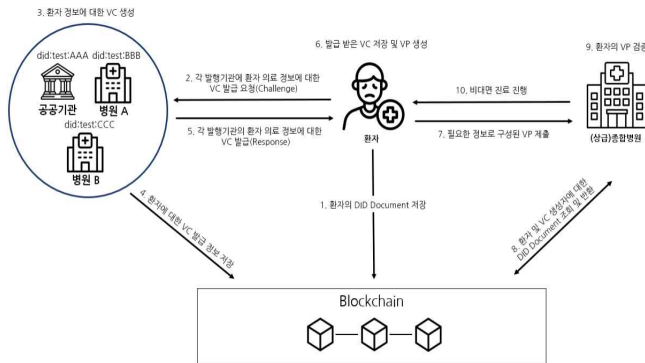 3. 환자 정보에 대한 VC 생성
did:test:AAA did:test:BBB
공공기관 병원 A
did:test:CCC
병원 B
2. 각 발행기관에 환자 의료 정보에 대한
VC 발급 요청(Challenge)
5. 각 발행기관의 환자 의료 정보에 대한
VC 발급(Response)
6. 발급 받은 VC 저장 및 VP 생성
환자
10. 비대면 진료 진행
7. 필요한 정보로 구성된 VP 제출
9. 환자의 VP 검증
(상급)종합병원
4. 환자에 대한 VC 발급 정보 저장
1. 환자의 DID Document 저장
8. 환자 및 VC 생성자에 대한
DID Document 조회 및 반환
Blockchain